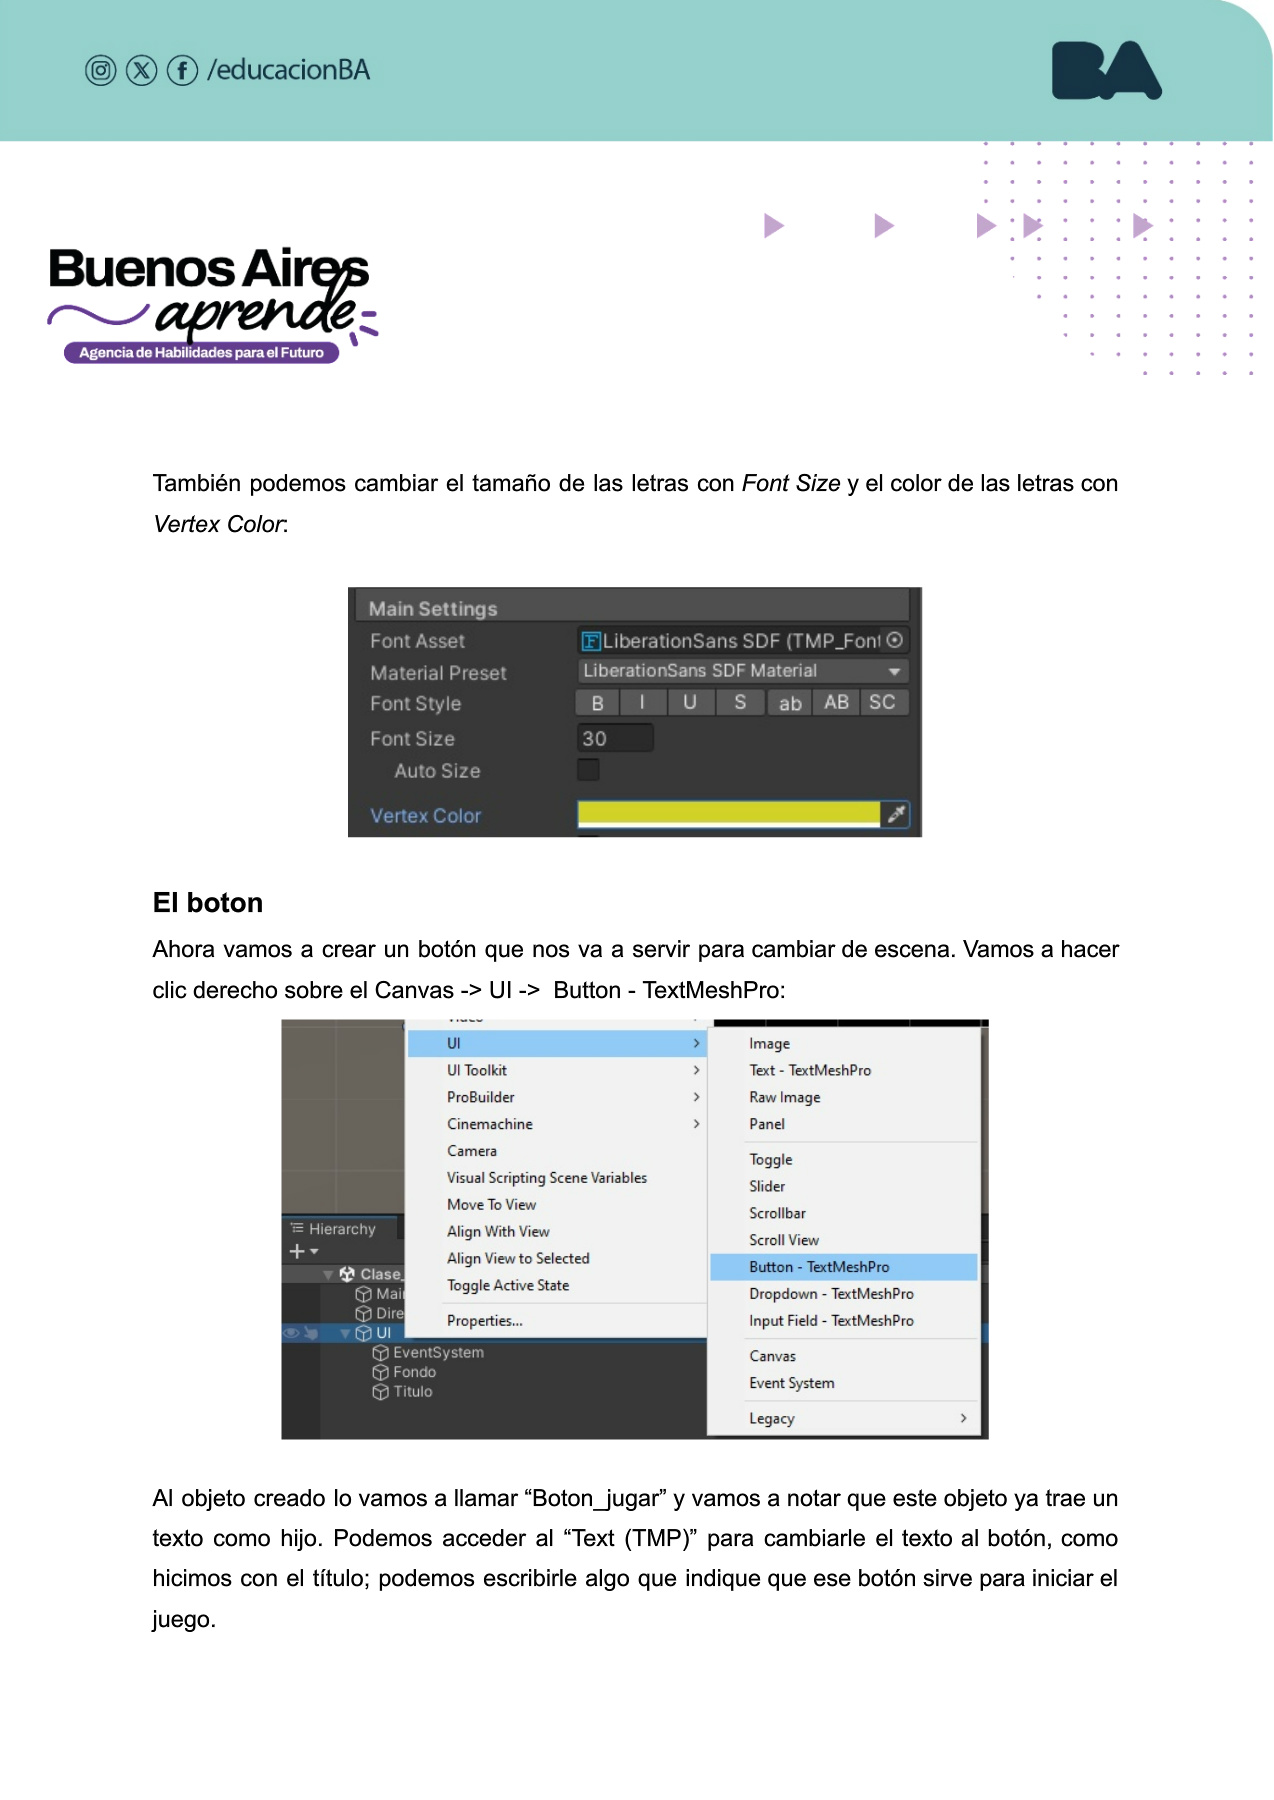 /educacionBA
BA
Buenos Aires
aprende
Agencia de Habilidades para el Futuro
También podemos cambiar el tamaño de las letras con Font Size y el color de las letras con
Vertex Color:
Main Settings
Font Asset
LiberationSans SDF (TMP_Font
Material Preset
LiberationSans SDF Material
Font Style
B I U S ab AB SC
Font Size
30
Auto Size
Vertex Color
El boton
Ahora vamos a crear un botón que nos va a servir para cambiar de escena. Vamos a hacer
clic derecho sobre el Canvas -> UI -> Button - TextMeshPro:
UI
UI Toolkit
ProBuilder
Cinemachine
Camera
Visual Scripting Scene Variables
Move To View
Align With View
Align View to Selected
Toggle Active State
Properties...
Image
Text - TextMeshPro
Raw Image
Panel
Toggle
Slider
Scrollbar
Scroll View
Button - TextMeshPro
Dropdown - TextMeshPro
Input Field - TextMeshPro
Canvas
Event System
Legacy
Hierarchy
Clase_
Mai
Dire
UI
EventSystem
Fondo
Titulo
Al objeto creado lo vamos a llamar “Boton_jugar” y vamos a notar que este objeto ya trae un
texto como hijo. Podemos acceder al “Text (TMP)” para cambiarle el texto al botón, como
hicimos con el título; podemos escribirle algo que indique que ese botón sirve para iniciar el
juego.